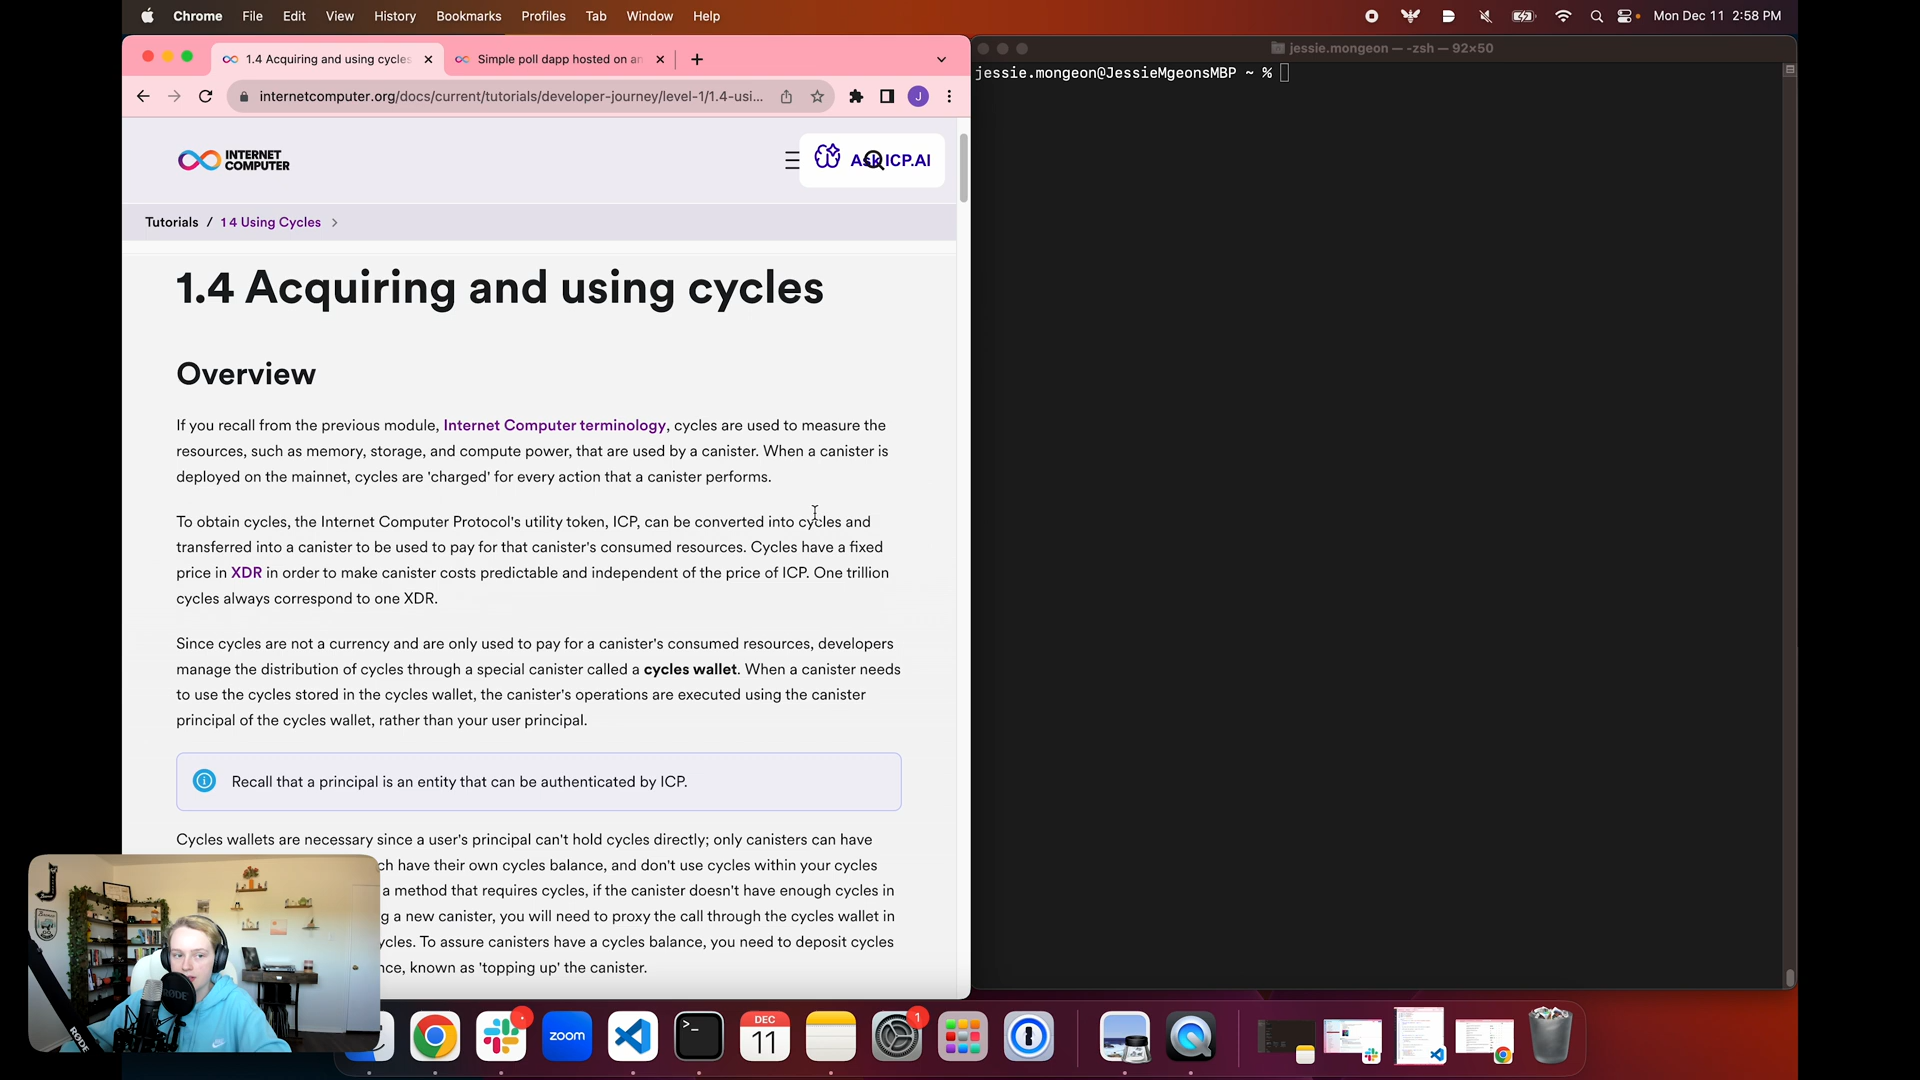 Chrome File Edit View History Bookmarks Profiles Tab Window Help
Mon Dec 11 2:58 PM
1.4 Acquiring and using cycles
Simple poll dapp hosted on an
jessie.mongeon — -zsh — 92×50
internetcomputer.org/docs/current/tutorials/developer-journey/level-1/1.4-usi...
J
jessie.mongeon@JessieMgeonsMBP ~ %
INTERNET
COMPUTER
Ask ICP.AI
Tutorials / 1 4 Using Cycles >
1.4 Acquiring and using cycles
Overview
If you recall from the previous module, Internet Computer terminology, cycles are used to measure the
resources, such as memory, storage, and compute power, that are used by a canister. When a canister is
deployed on the mainnet, cycles are 'charged' for every action that a canister performs.
To obtain cycles, the Internet Computer Protocol's utility token, ICP, can be converted into cycles and
transferred into a canister to be used to pay for that canister's consumed resources. Cycles have a fixed
price in XDR in order to make canister costs predictable and independent of the price of ICP. One trillion
cycles always correspond to one XDR.
Since cycles are not a currency and are only used to pay for a canister's consumed resources, developers
manage the distribution of cycles through a special canister called a cycles wallet. When a canister needs
to use the cycles stored in the cycles wallet, the canister's operations are executed using the canister
principal of the cycles wallet, rather than your user principal.
Recall that a principal is an entity that can be authenticated by ICP.
Cycles wallets are necessary since a user's principal can't hold cycles directly; only canisters can have
ch have their own cycles balance, and don't use cycles within your cycles
a method that requires cycles, if the canister doesn't have enough cycles in
g a new canister, you will need to proxy the call through the cycles wallet in
ycles. To assure canisters have a cycles balance, you need to deposit cycles
nce, known as 'topping up' the canister.
J
RØDE
RØDE
zoom
>_
DEC
11
1